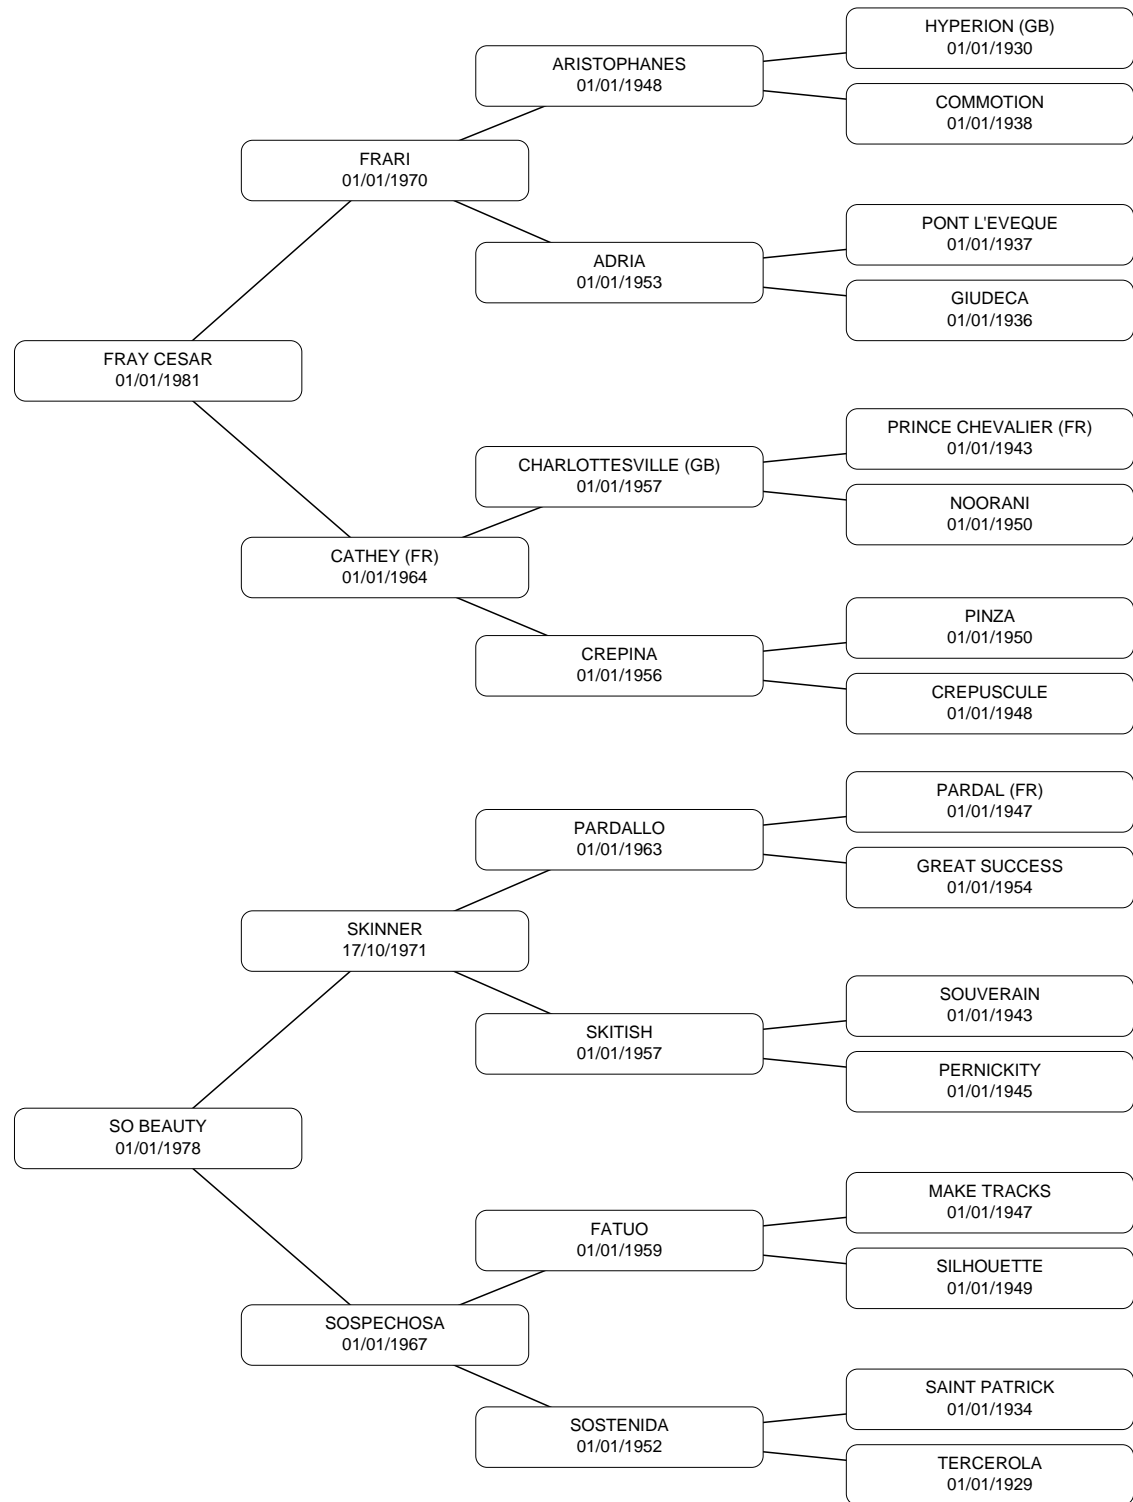 HYPERION (GB)
01/01/1930
ARISTOPHANES
01/01/1948
COMMOTION
01/01/1938
FRARI
01/01/1970
PONT L'EVEQUE
01/01/1937
ADRIA
01/01/1953
GIUDECA
01/01/1936
FRAY CESAR
01/01/1981
PRINCE CHEVALIER (FR)
01/01/1943
CHARLOTTESVILLE (GB)
01/01/1957
NOORANI
01/01/1950
CATHEY (FR)
01/01/1964
PINZA
01/01/1950
CREPINA
01/01/1956
CREPUSCULE
01/01/1948
PARDAL (FR)
01/01/1947
PARDALLO
01/01/1963
GREAT SUCCESS
01/01/1954
SKINNER
17/10/1971
SOUVERAIN
01/01/1943
SKITISH
01/01/1957
PERNICKITY
01/01/1945
SO BEAUTY
01/01/1978
MAKE TRACKS
01/01/1947
FATUO
01/01/1959
SILHOUETTE
01/01/1949
SOSPECHOSA
01/01/1967
SAINT PATRICK
01/01/1934
SOSTENIDA
01/01/1952
TERCEROLA
01/01/1929